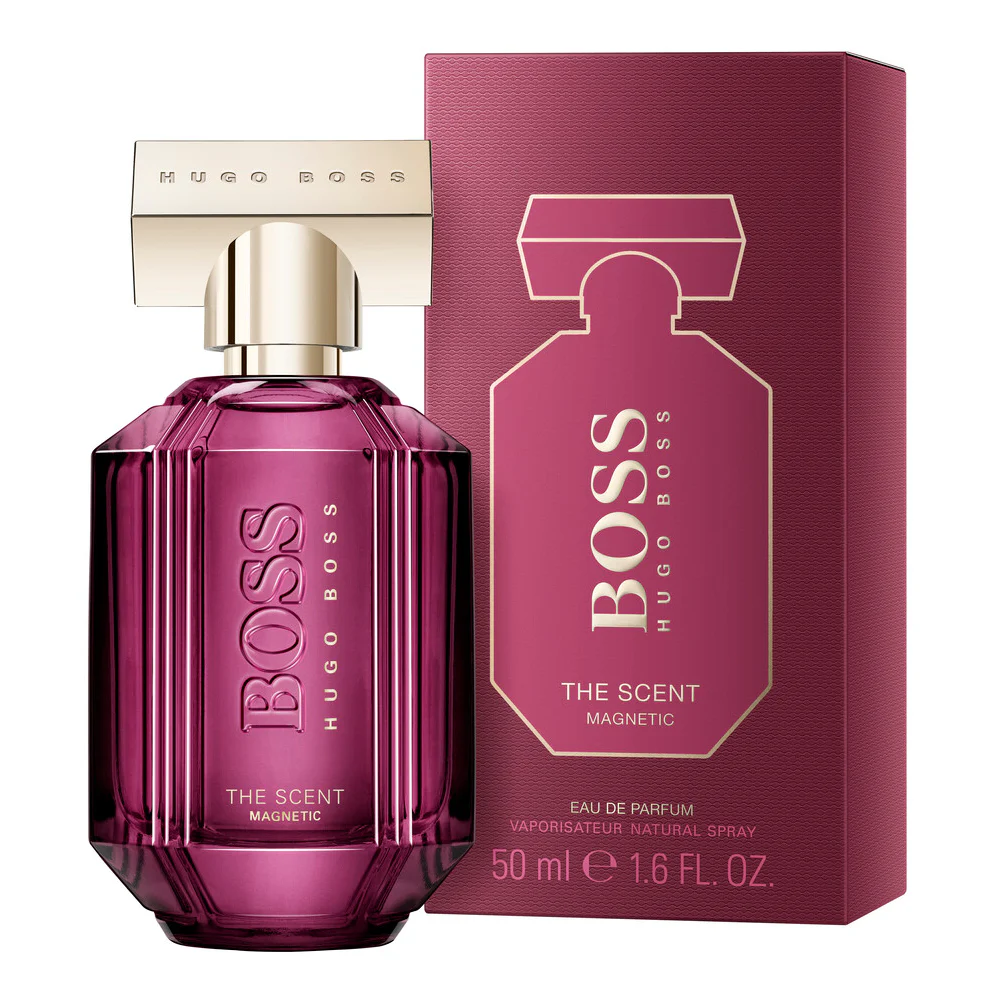 HUGO BOSS
BOSS
HUGO BOSS
THE SCENT
MAGNETIC
BOSS
HUGO BOSS
THE SCENT
MAGNETIC
EAU DE PARFUM
VAPORISATEUR NATURAL SPRAY
50 ml ℮ 1.6 FL. OZ.